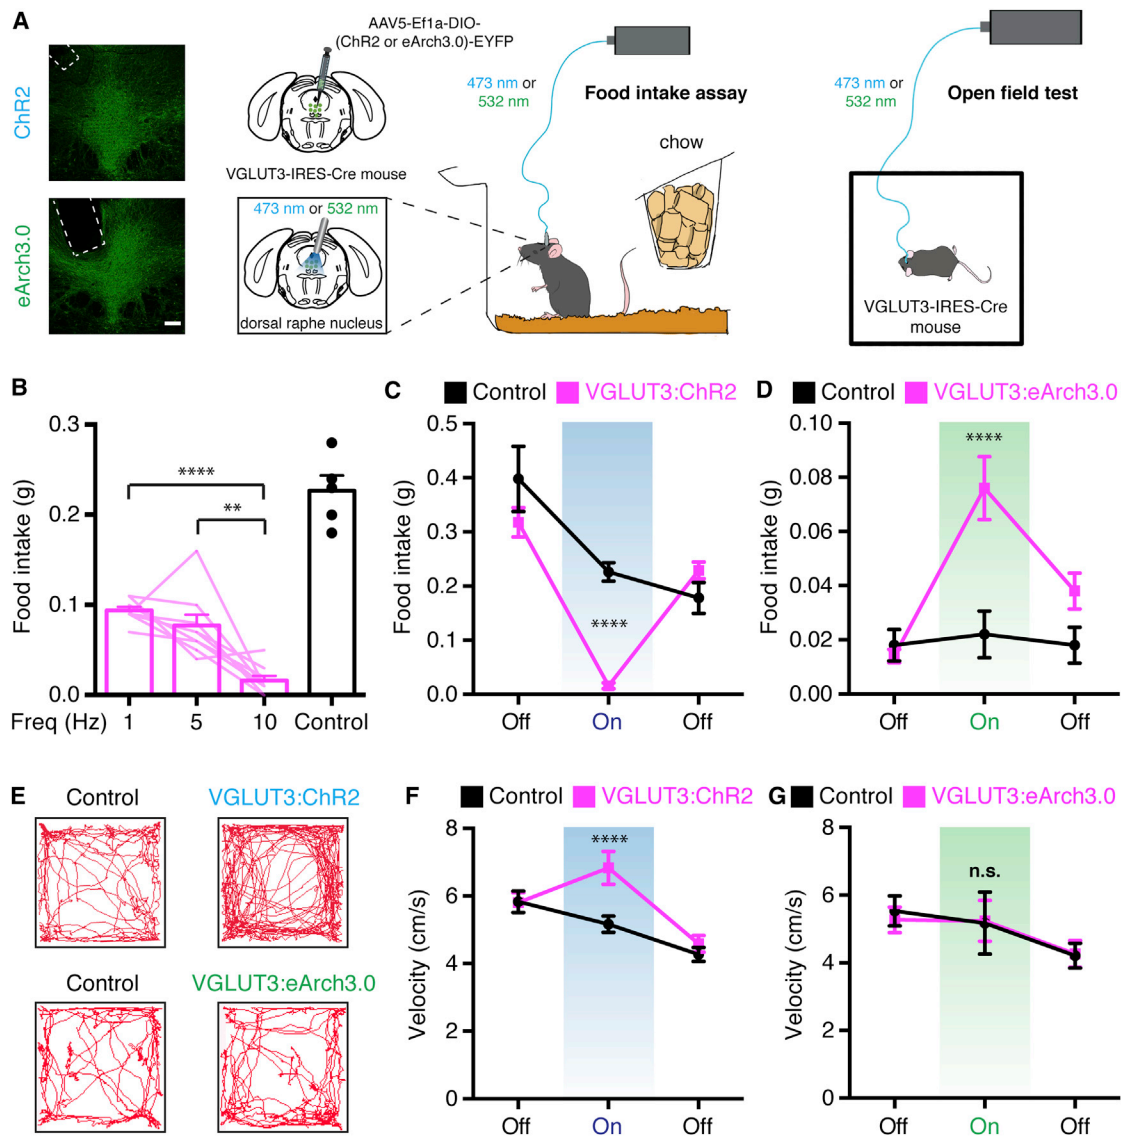 A
ChR2
eArch3.0
AAV5-Ef1a-DIO-
(ChR2 or eArch3.0)-EYFP
VGLUT3-IRES-Cre mouse
473 nm or 532 nm
dorsal raphe nucleus
473 nm or
532 nm
Food intake assay
chow
473 nm or
532 nm
Open field test
VGLUT3-IRES-Cre
mouse
B
Food intake (g)
0.3
0.2
0.1
0.0
****
**
Freq (Hz) 1 5 10 Control
C
Control VGLUT3:ChR2
Food intake (g)
0.5
0.4
0.3
0.2
0.1
0.0
****
Off On Off
D
Control VGLUT3:eArch3.0
Food intake (g)
0.10
0.08
0.06
0.04
0.02
0.00
****
Off On Off
E
Control VGLUT3:ChR2
Control VGLUT3:eArch3.0
F
Control VGLUT3:ChR2
Velocity (cm/s)
8
6
4
2
0
****
Off On Off
G
Control VGLUT3:eArch3.0
Velocity (cm/s)
8
6
4
2
0
n.s.
Off On Off